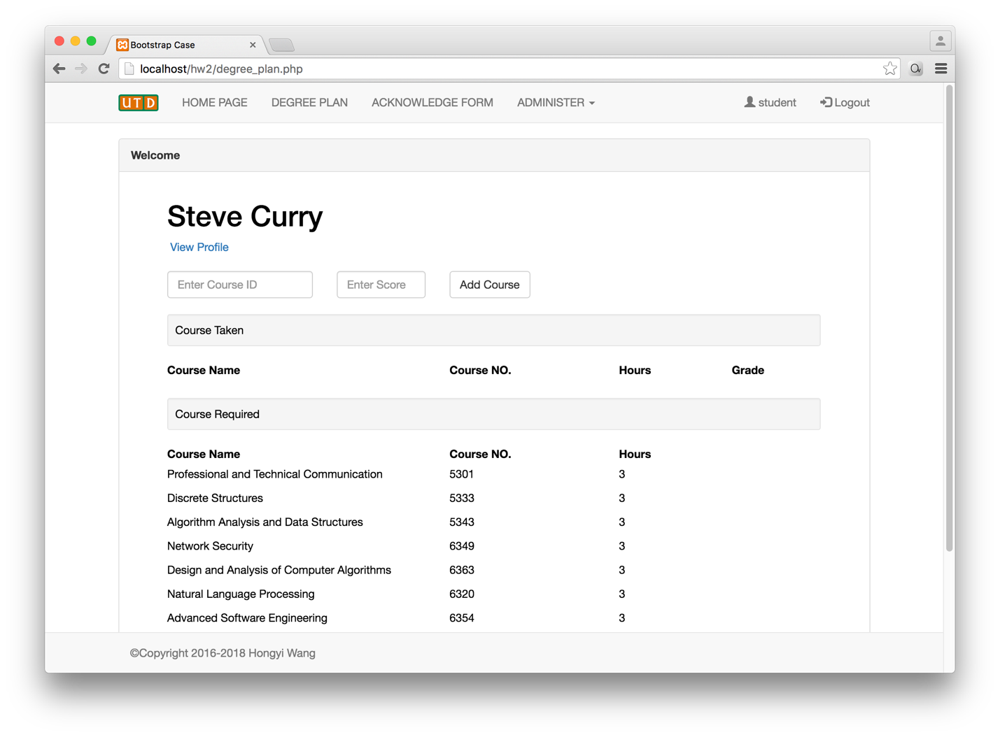 Bootstrap Case
localhost/hw2/degree_plan.php
UTD HOME PAGE DEGREE PLAN ACKNOWLEDGE FORM ADMINISTER student Logout
Welcome
Steve Curry
View Profile
Enter Course ID Enter Score Add Course
Course Taken
Course Name Course NO. Hours Grade
Course Required
Course Name Course NO. Hours
Professional and Technical Communication 5301 3
Discrete Structures 5333 3
Algorithm Analysis and Data Structures 5343 3
Network Security 6349 3
Design and Analysis of Computer Algorithms 6363 3
Natural Language Processing 6320 3
Advanced Software Engineering 6354 3
©Copyright 2016-2018 Hongyi Wang